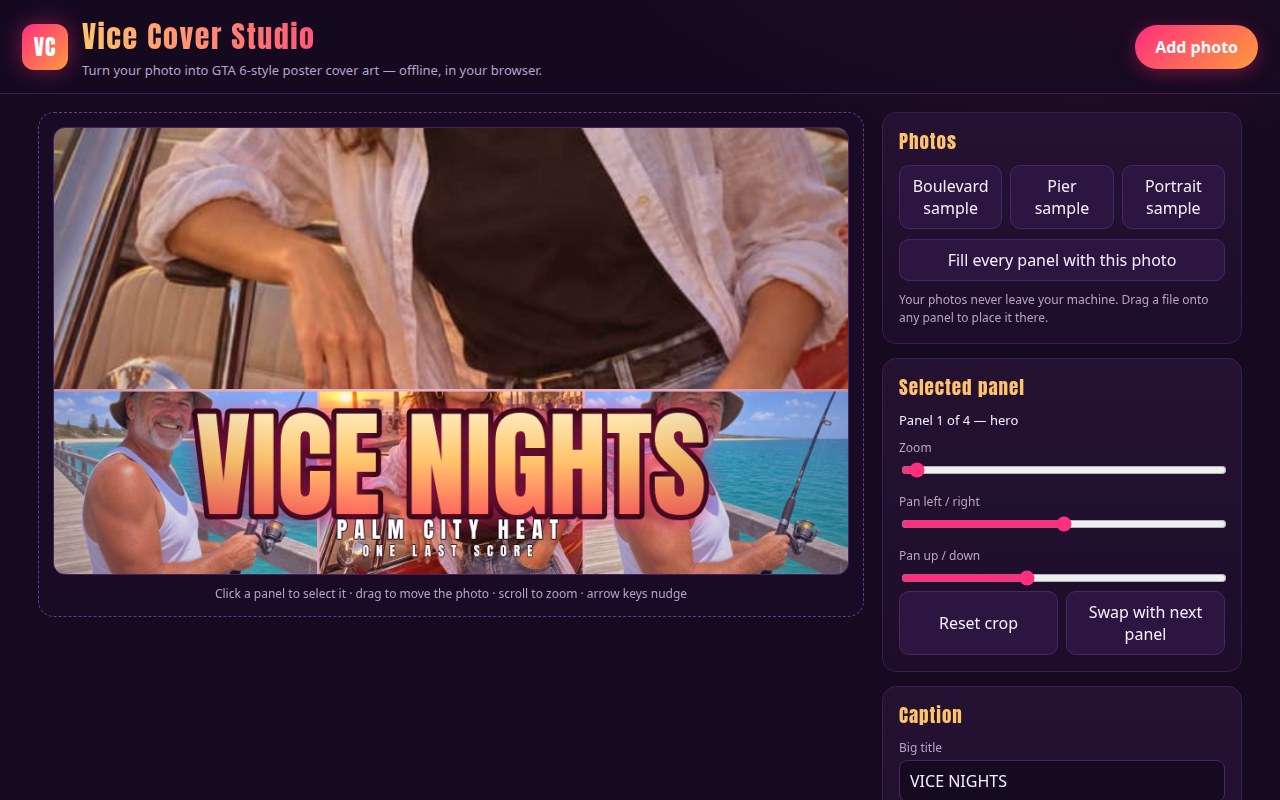 VC
Vice Cover Studio
Turn your photo into GTA 6-style poster cover art — offline, in your browser.
Add photo
VICE NIGHTS
PALM CITY HEAT
ONE LAST SCORE
Click a panel to select it · drag to move the photo · scroll to zoom · arrow keys nudge
Photos
Boulevard
sample
Pier
sample
Portrait
sample
Fill every panel with this photo
Your photos never leave your machine. Drag a file onto
any panel to place it there.
Selected panel
Panel 1 of 4 — hero
Zoom
Pan left / right
Pan up / down
Reset crop
Swap with next
panel
Caption
Big title
VICE NIGHTS